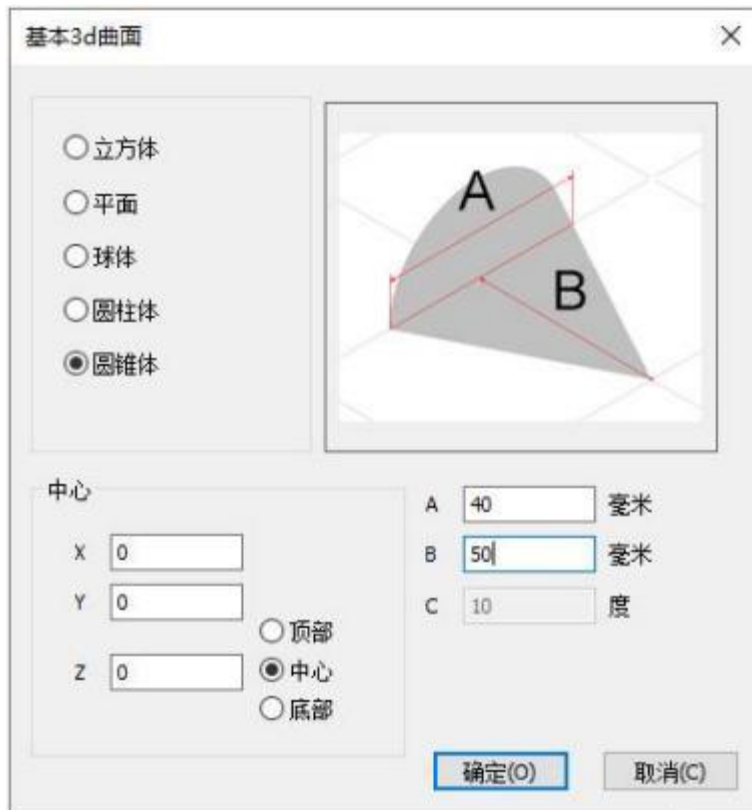 基本3d曲面
立方体
平面
球体
圆柱体
圆锥体
A
B
中心
X 0
Y 0
Z 0
顶部
中心
底部
A 40 毫米
B 50 毫米
C 10 度
确定(O)
取消(C)